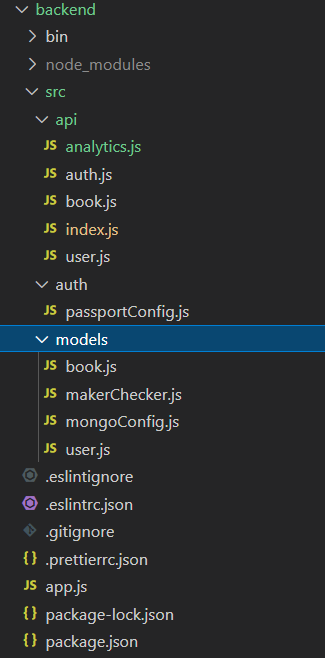 backend
bin
node_modules
src
api
JS analytics.js
JS auth.js
JS book.js
JS index.js
JS user.js
auth
JS passportConfig.js
models
JS book.js
JS makerChecker.js
JS mongoConfig.js
JS user.js
.eslintignore
.eslintrc.json
.gitignore
{ } .prettierrc.json
JS app.js
{ } package-lock.json
{ } package.json